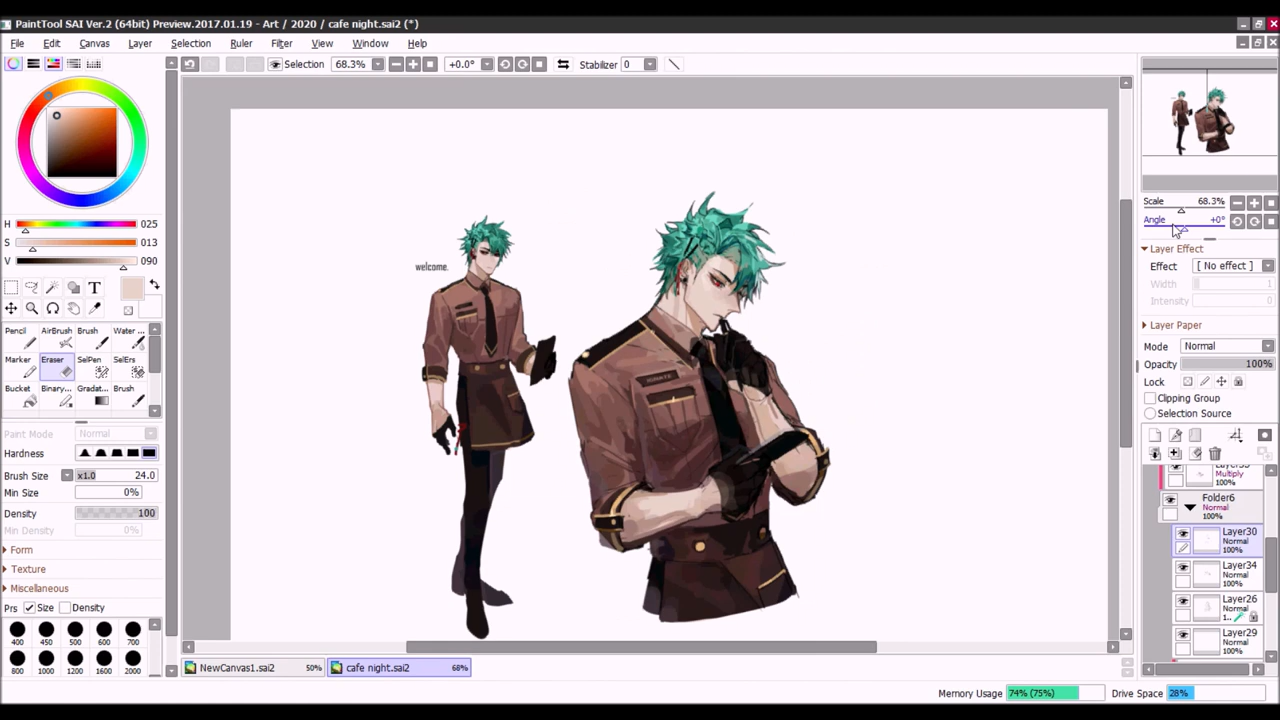 PaintTool SAI Ver.2 (64bit) Preview.2017.01.19 - Art / 2020 / cafe night.sai2 (*)
File Edit Canvas Layer Selection Ruler Filter View Window Help
Selection 68.3% +0.0° Stabilizer 0
H 025
S 013
V 090
T
Pencil AirBrush Brush Water ...
Marker Eraser SelPen SelErs
Bucket Binary... Gradat... Brush
Paint Mode Normal
Hardness
Brush Size x1.0 24.0
Min Size 0%
Density 100
Min Density 0%
Form
Texture
Miscellaneous
Prs Size Density
400 450 500 600 700
800 1000 1200 1600 2000
welcome.
Scale 68.3%
Angle +0°
Layer Effect
Effect [ No effect ]
Width 1
Intensity 0
Layer Paper
Mode Normal
Opacity 100%
Lock
Clipping Group
Selection Source
Multiply
100%
Folder6
Normal
100%
Layer30
Normal
100%
Layer34
Normal
100%
Layer26
Normal
1..
Layer29
Normal
100%
NewCanvas1.sai2 50% cafe night.sai2 68%
Memory Usage 74% (75%) Drive Space 28%